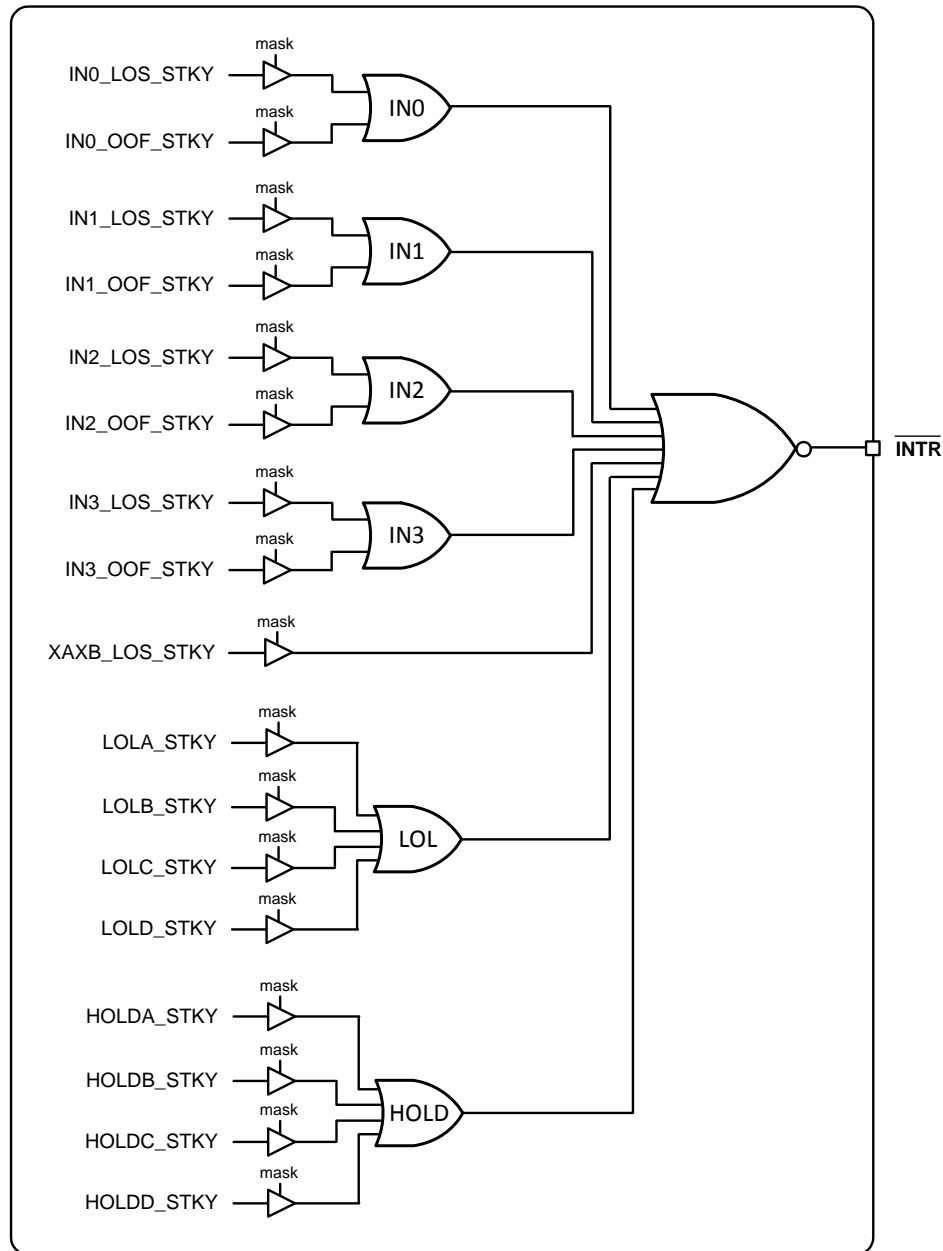 mask
IN0_LOS_STKY
IN0
mask
IN0_OOF_STKY
mask
IN1_LOS_STKY
IN1
mask
IN1_OOF_STKY
mask
IN2_LOS_STKY
IN2
mask
IN2_OOF_STKY
INTR
mask
IN3_LOS_STKY
IN3
mask
IN3_OOF_STKY
mask
XAXB_LOS_STKY
mask
LOLA_STKY
mask
LOLB_STKY
LOL
mask
LOLC_STKY
mask
LOLD_STKY
mask
HOLDA_STKY
mask
HOLDB_STKY
HOLD
mask
HOLDC_STKY
mask
HOLDD_STKY